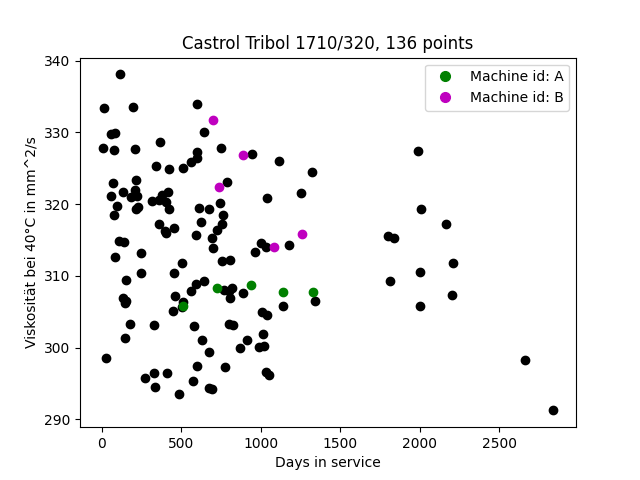 Castrol Tribol 1710/320, 136 points
Machine id: A
Machine id: B
Viskosität bei 40°C in mm^2/s
340
330
320
310
300
290
0 500 1000 1500 2000 2500
Days in service